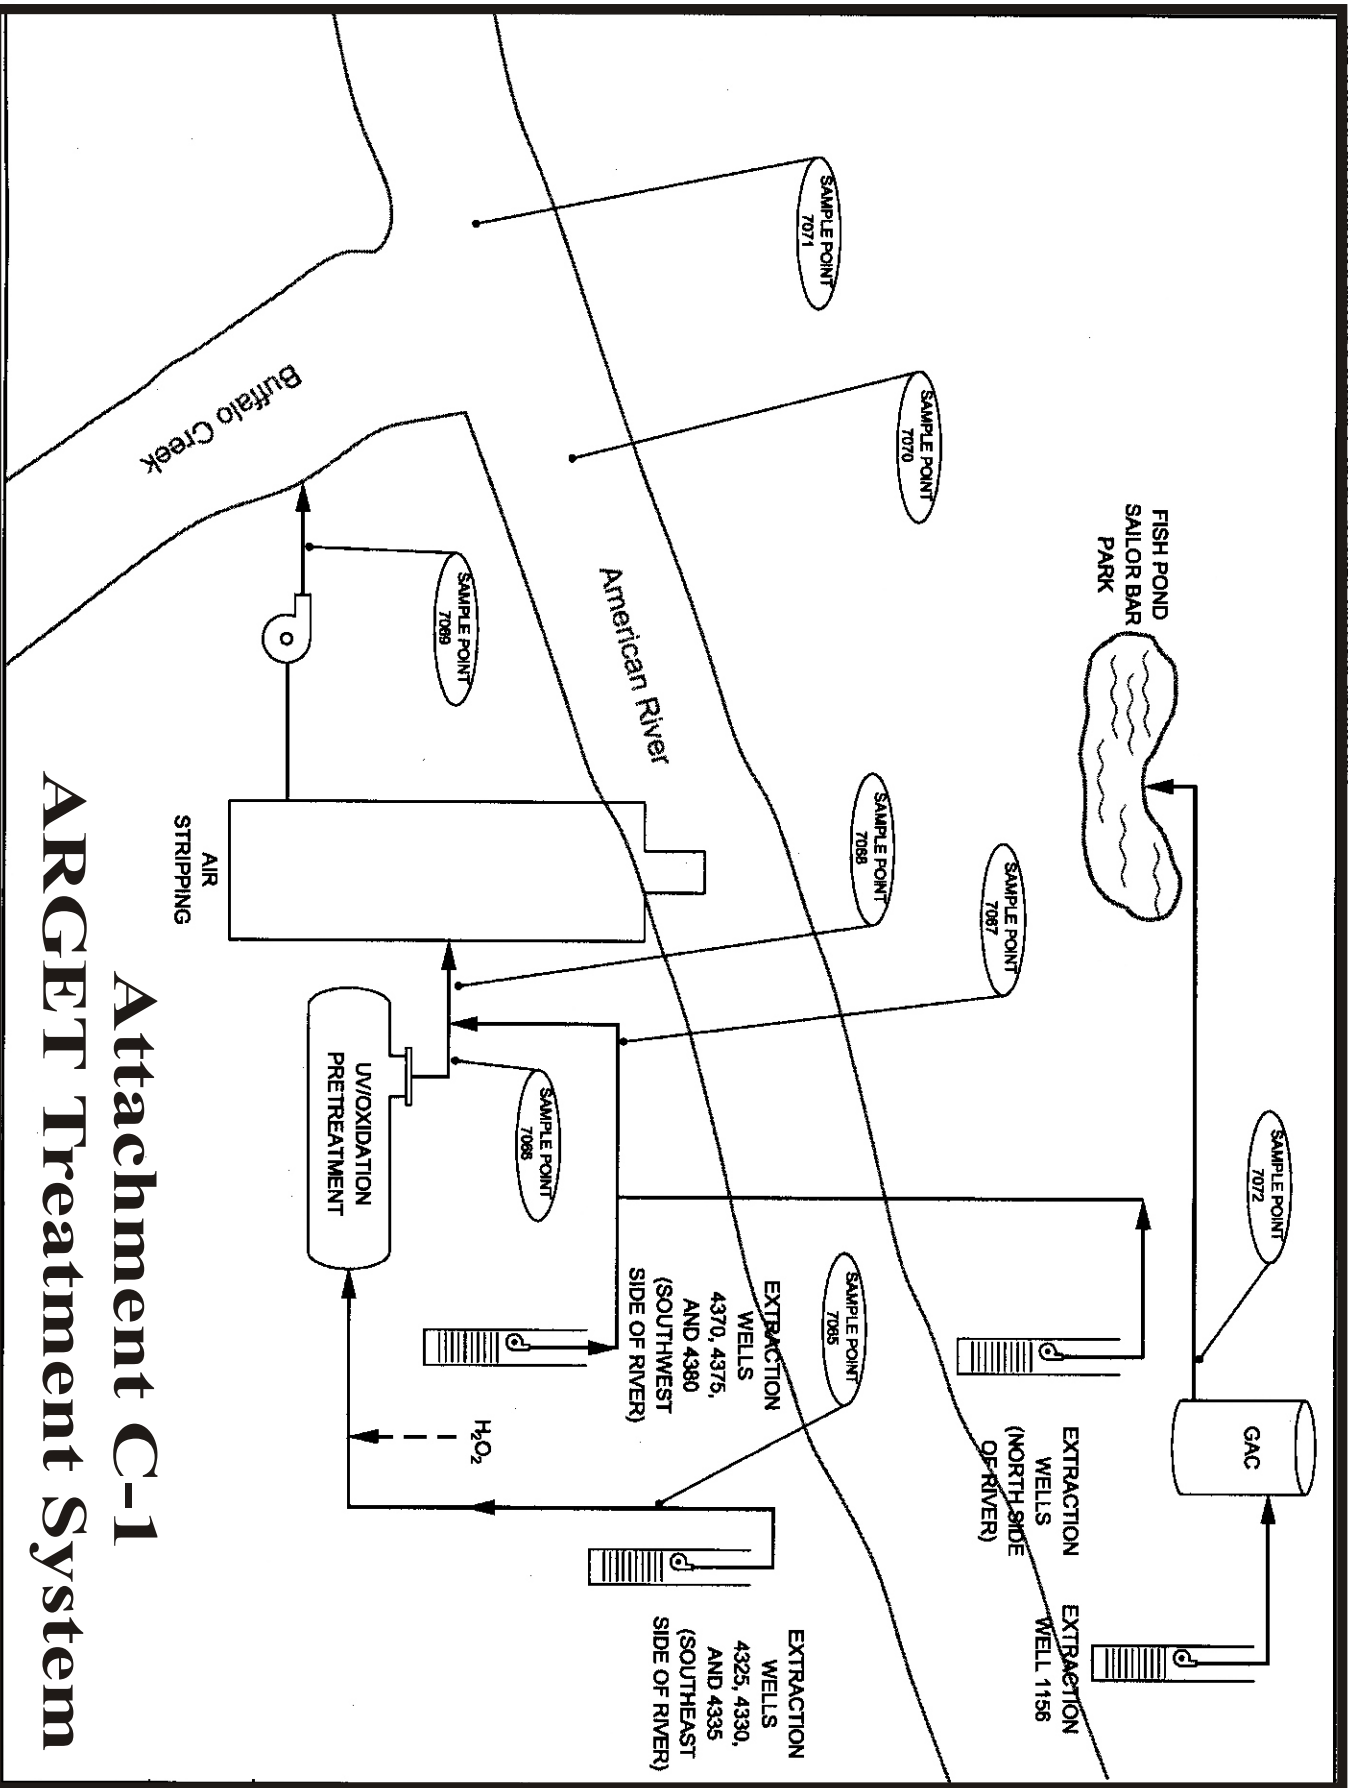 SAMPLE POINT
7072
GAC
EXTRACTION
WELL 1156
FISH POND
SAILOR BAR
PARK
EXTRACTION
WELLS
(NORTH SIDE
OF RIVER)
SAMPLE POINT
7067
SAMPLE POINT
7070
SAMPLE POINT
7068
SAMPLE POINT
7065
SAMPLE POINT
7071
EXTRACTION
WELLS
4325, 4330,
AND 4335
(SOUTHEAST
SIDE OF RIVER)
EXTRACTION
WELLS
4370, 4375,
AND 4380
(SOUTHWEST
SIDE OF RIVER)
American River
SAMPLE POINT
7066
SAMPLE POINT
7069
H₂O₂
UV/OXIDATION
PRETREATMENT
Buffalo Creek
AIR
STRIPPING
Attachment C-1
ARGET Treatment System